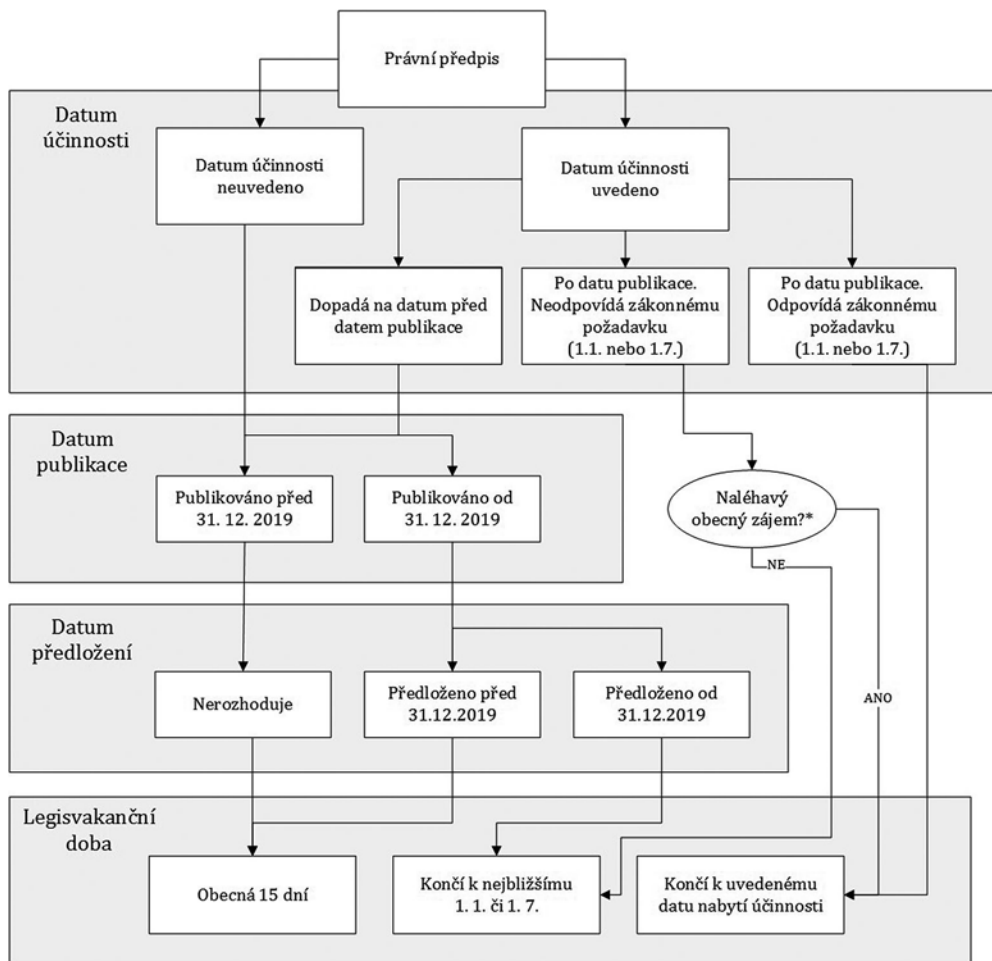 Právní předpis
Datum
účinnosti
Datum účinnosti
neuvedeno
Datum účinnosti
uvedeno
Dopadá na datum před
datem publikace
Po datu publikace.
Neodpovídá zákonnému
požadavku
(1.1. nebo 1.7.)
Po datu publikace.
Odpovídá zákonnému
požadavku
(1.1. nebo 1.7.)
Datum
publikace
Publikováno před
31. 12. 2019
Publikováno od
31. 12. 2019
Naléhavý
obecný zájem?*
NE
ANO
Datum
předložení
Nerozhoduje
Předloženo před
31.12.2019
Předloženo od
31.12.2019
Legisvakanční
doba
Obecná 15 dní
Končí k nejbližšímu
1. 1. či 1. 7.
Končí k uvedenému
datu nabytí účinnosti